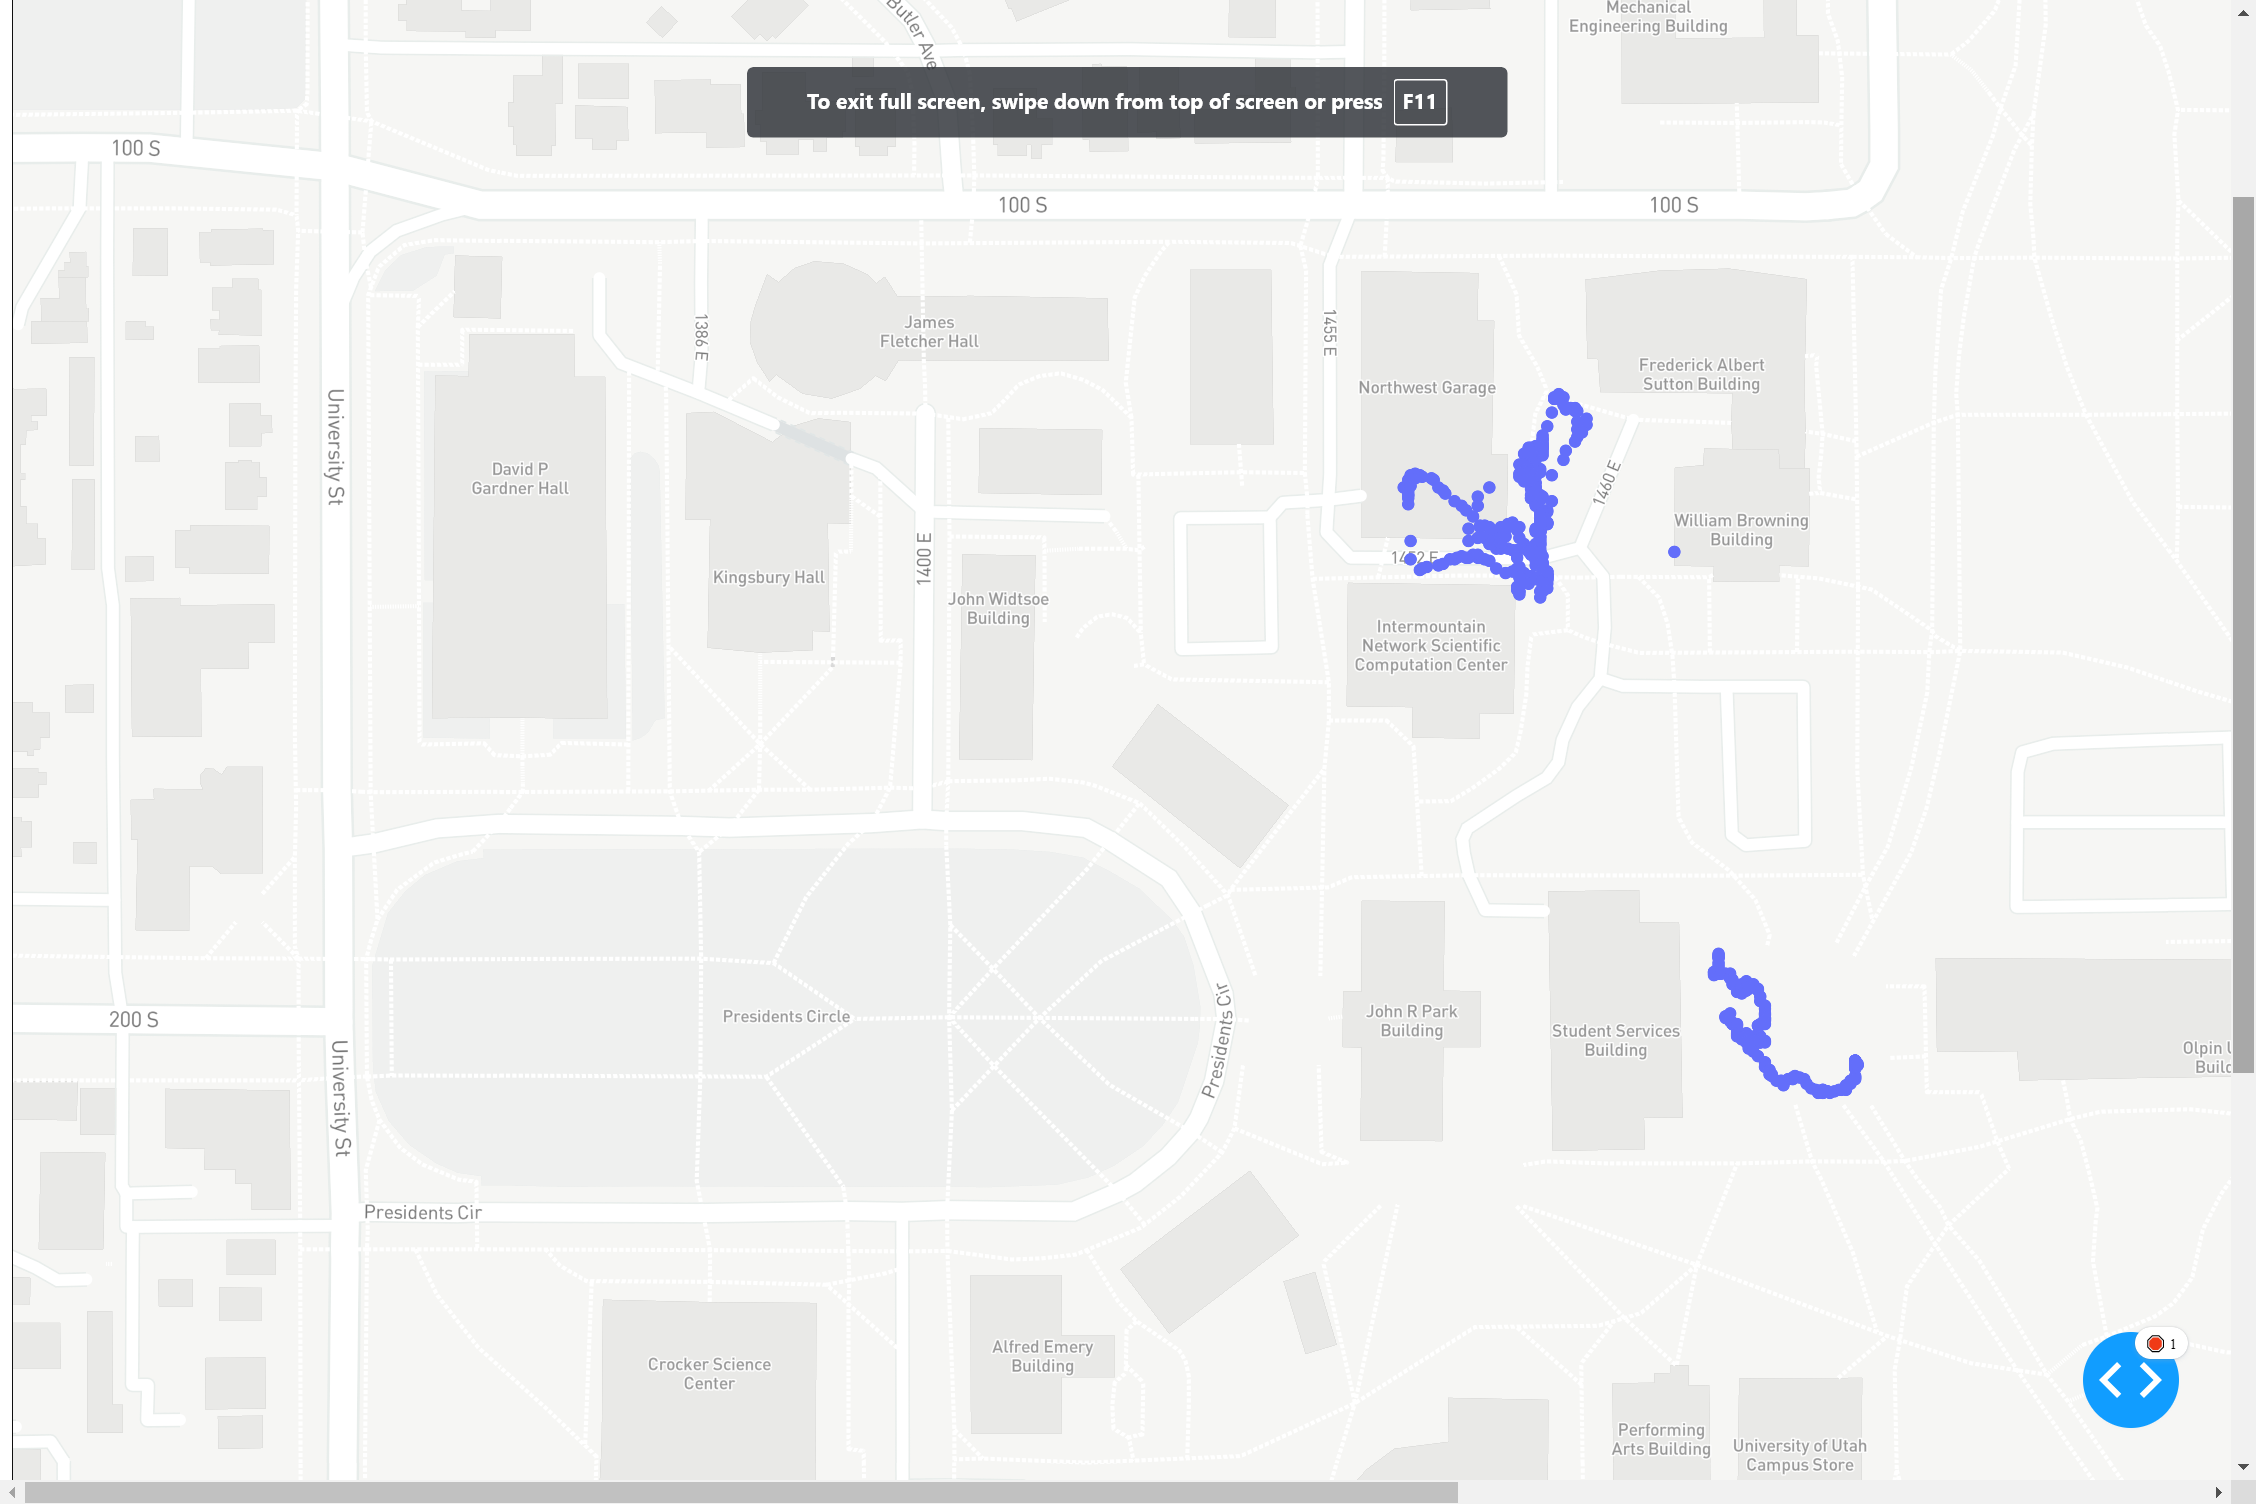 Butler Ave
Mechanical
Engineering Building
To exit full screen, swipe down from top of screen or press F11
100 S
100 S
100 S
1386 E
1455 E
James
Fletcher Hall
Northwest Garage
Frederick Albert
Sutton Building
University St
David P
Gardner Hall
1460 E
William Browning
Building
1400 E
Kingsbury Hall
John Widtsoe
Building
Intermountain
Network Scientific
Computation Center
200 S
Presidents Circle
Presidents Cir
John R Park
Building
Student Services
Building
Olpin
University St
Presidents Cir
Crocker Science
Center
Alfred Emery
Building
1
Performing
Arts Building
University of Utah
Campus Store